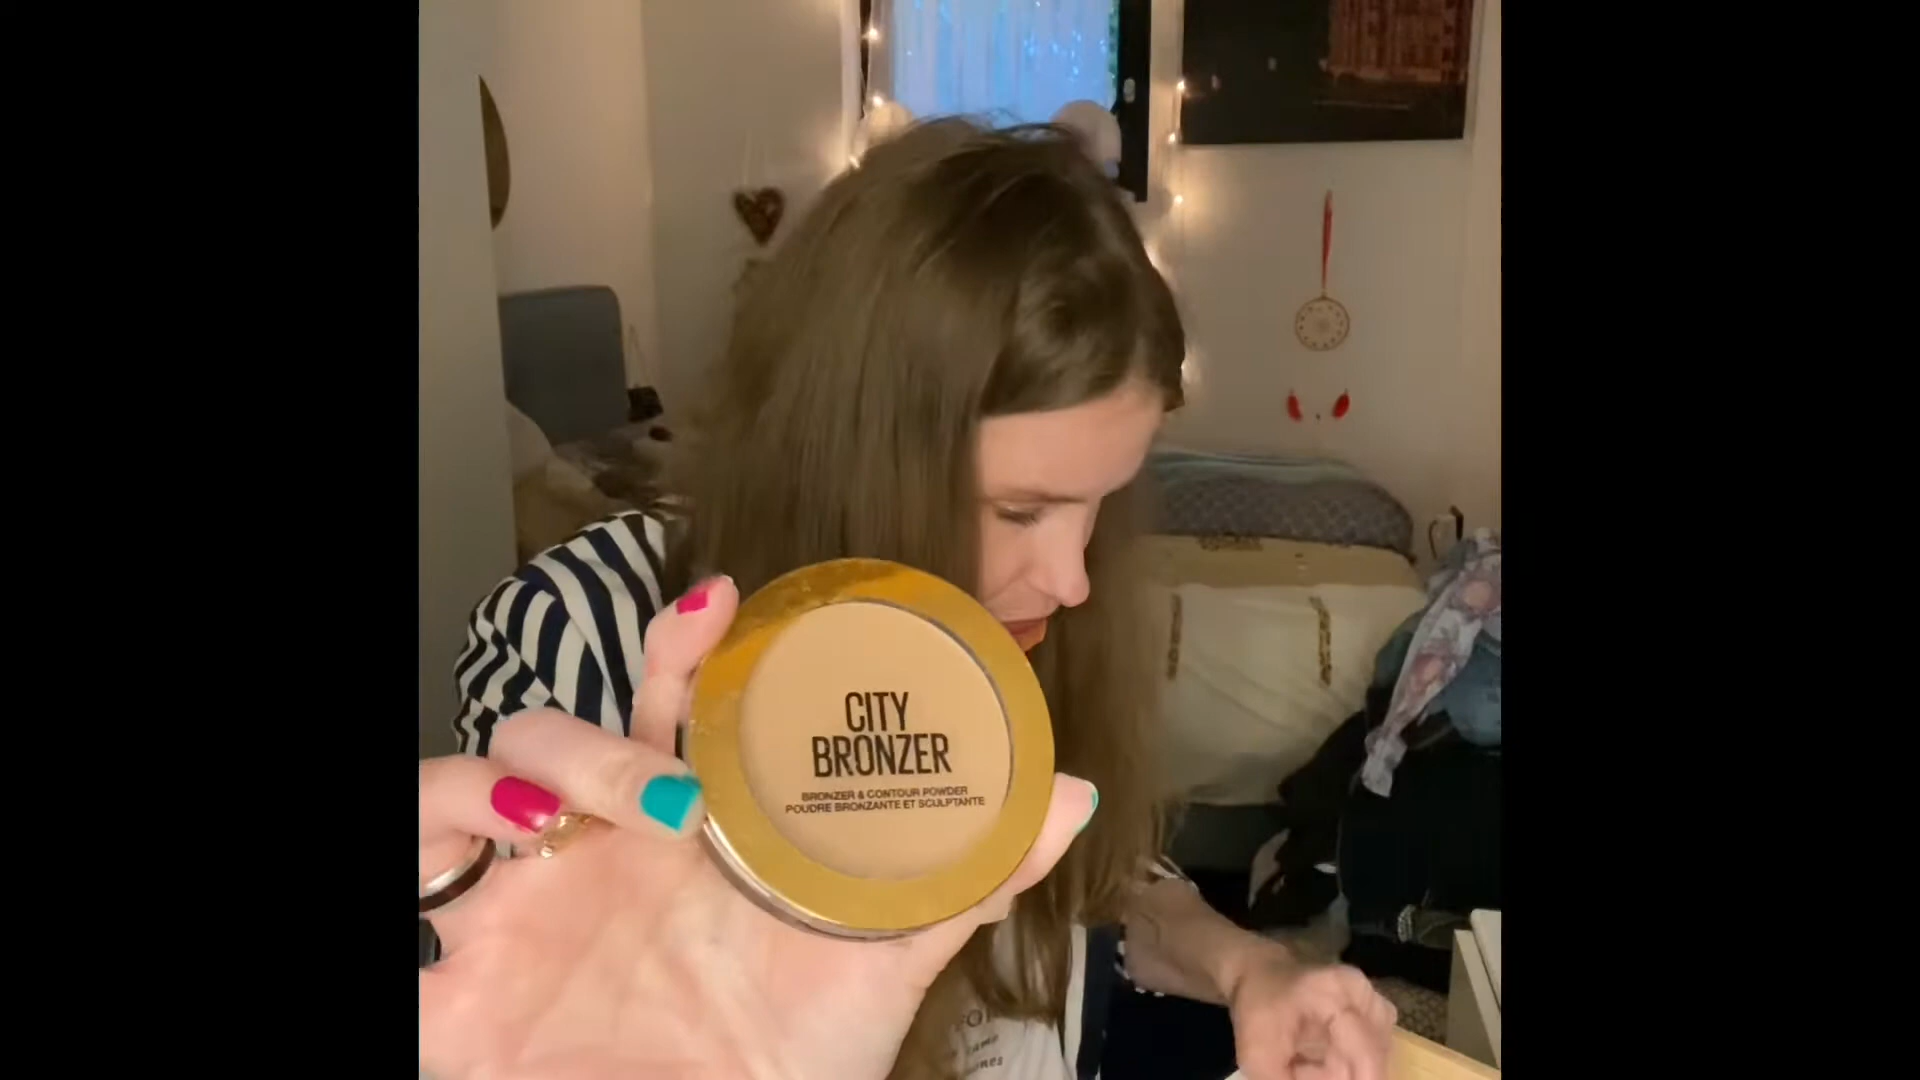 CITY
BRONZER
BRONZER & CONTOUR POWDER
POUDRE BRONZANTE ET SCULPTANTE